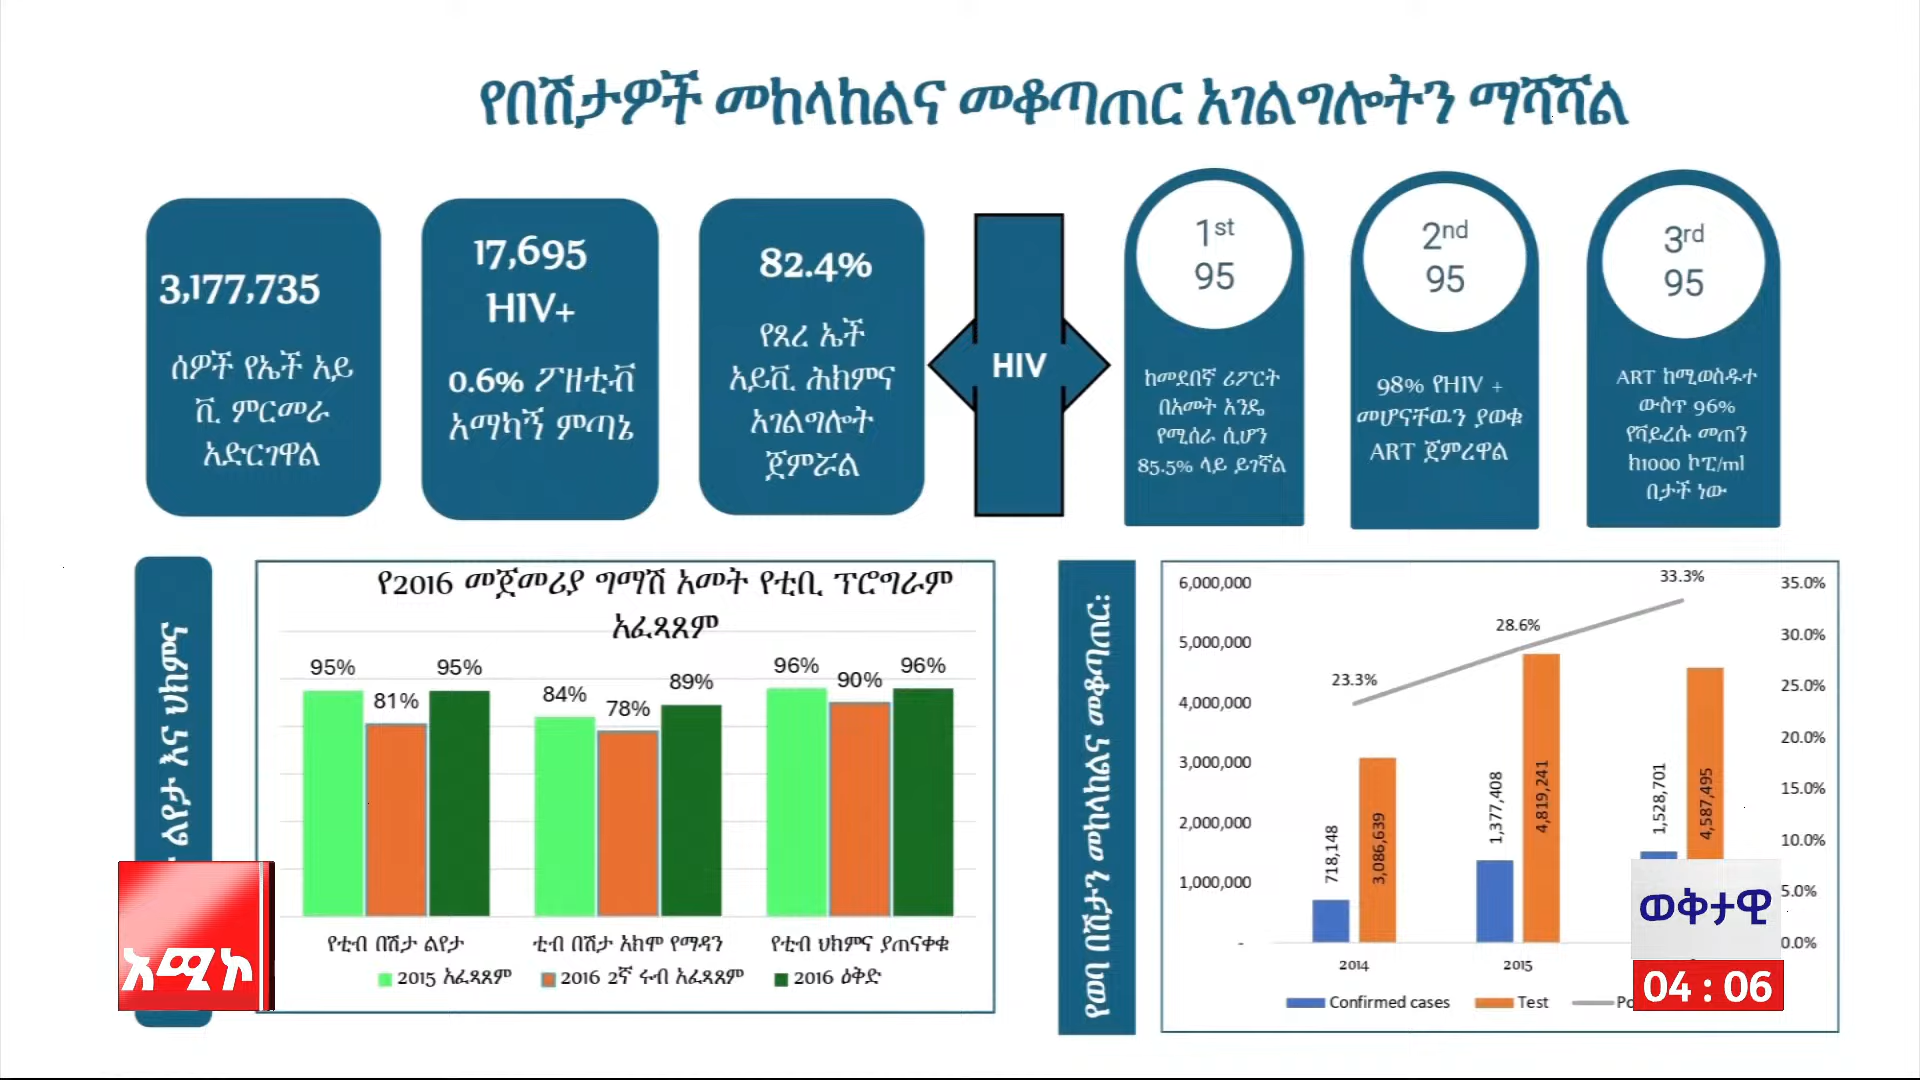 የበሽታዎች መከላከልና መቆጣጠር አገልግሎትን ማሻሻል
3,177,735
ሰዎች የኤች አይ
ቪ ምርመራ
አድርገዋል
17,695
HIV+
0.6% ፖዘቲቭ
አማካኝ ምጣኔ
82.4%
የጸረ ኤች
አይቪ ሕክምና
አገልግሎት
ጀምሯል
HIV
1st
95
ከመደበኛ ሪፖርት
በአመት አንዴ
የሚሰራ ሲሆን
85.5% ላይ ይገኛል
2nd
95
98% የHIV +
መሆናቸዉን ያወቁ
ART ጀምረዋል
3rd
95
ART ከሚወስዱተ
ውስጥ 96%
የቫይረሱ መጠን
ክ1000 ኮፒ/ml
በታች ነው
ልየታ እና ህክምና
የ2016 መጀመሪያ ግማሽ አመት የቲቢ ፕሮግራም
አፈጻጸም
95%
81%
95%
84%
78%
89%
96%
90%
96%
የቲብ በሽታ ልየታ
ቲብ በሽታ አክሞ የማዳን
የቲብ ህክምና ያጠናቀቁ
2015 አፈጻጸም
2016 2ኛ ሩብ አፈጻጸም
2016 ዕቅድ
የወባ በሽታን መከላከልና መቆጣጠር፡
6,000,000
5,000,000
4,000,000
3,000,000
2,000,000
1,000,000
-
35.0%
30.0%
25.0%
20.0%
15.0%
10.0%
5.0%
0.0%
23.3%
28.6%
33.3%
718,148
3,086,639
1,377,408
4,819,241
1,528,701
4,587,495
2014
2015
Confirmed cases
Test
አሚኮ
ወቅታዊ
04 : 06